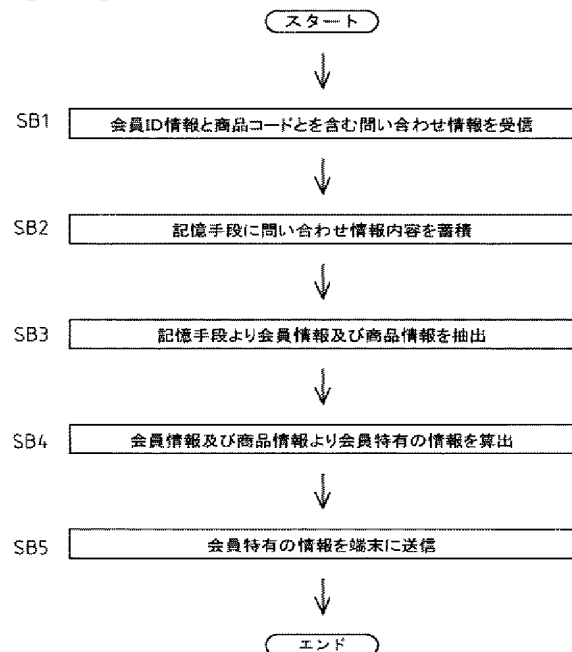 スタート
SB1 会員ID情報と商品コードとを含む問い合わせ情報を受信
SB2 記憶手段に問い合わせ情報内容を蓄積
SB3 記憶手段より会員情報及び商品情報を抽出
SB4 会員情報及び商品情報より会員特有の情報を算出
SB5 会員特有の情報を端末に送信
エンド